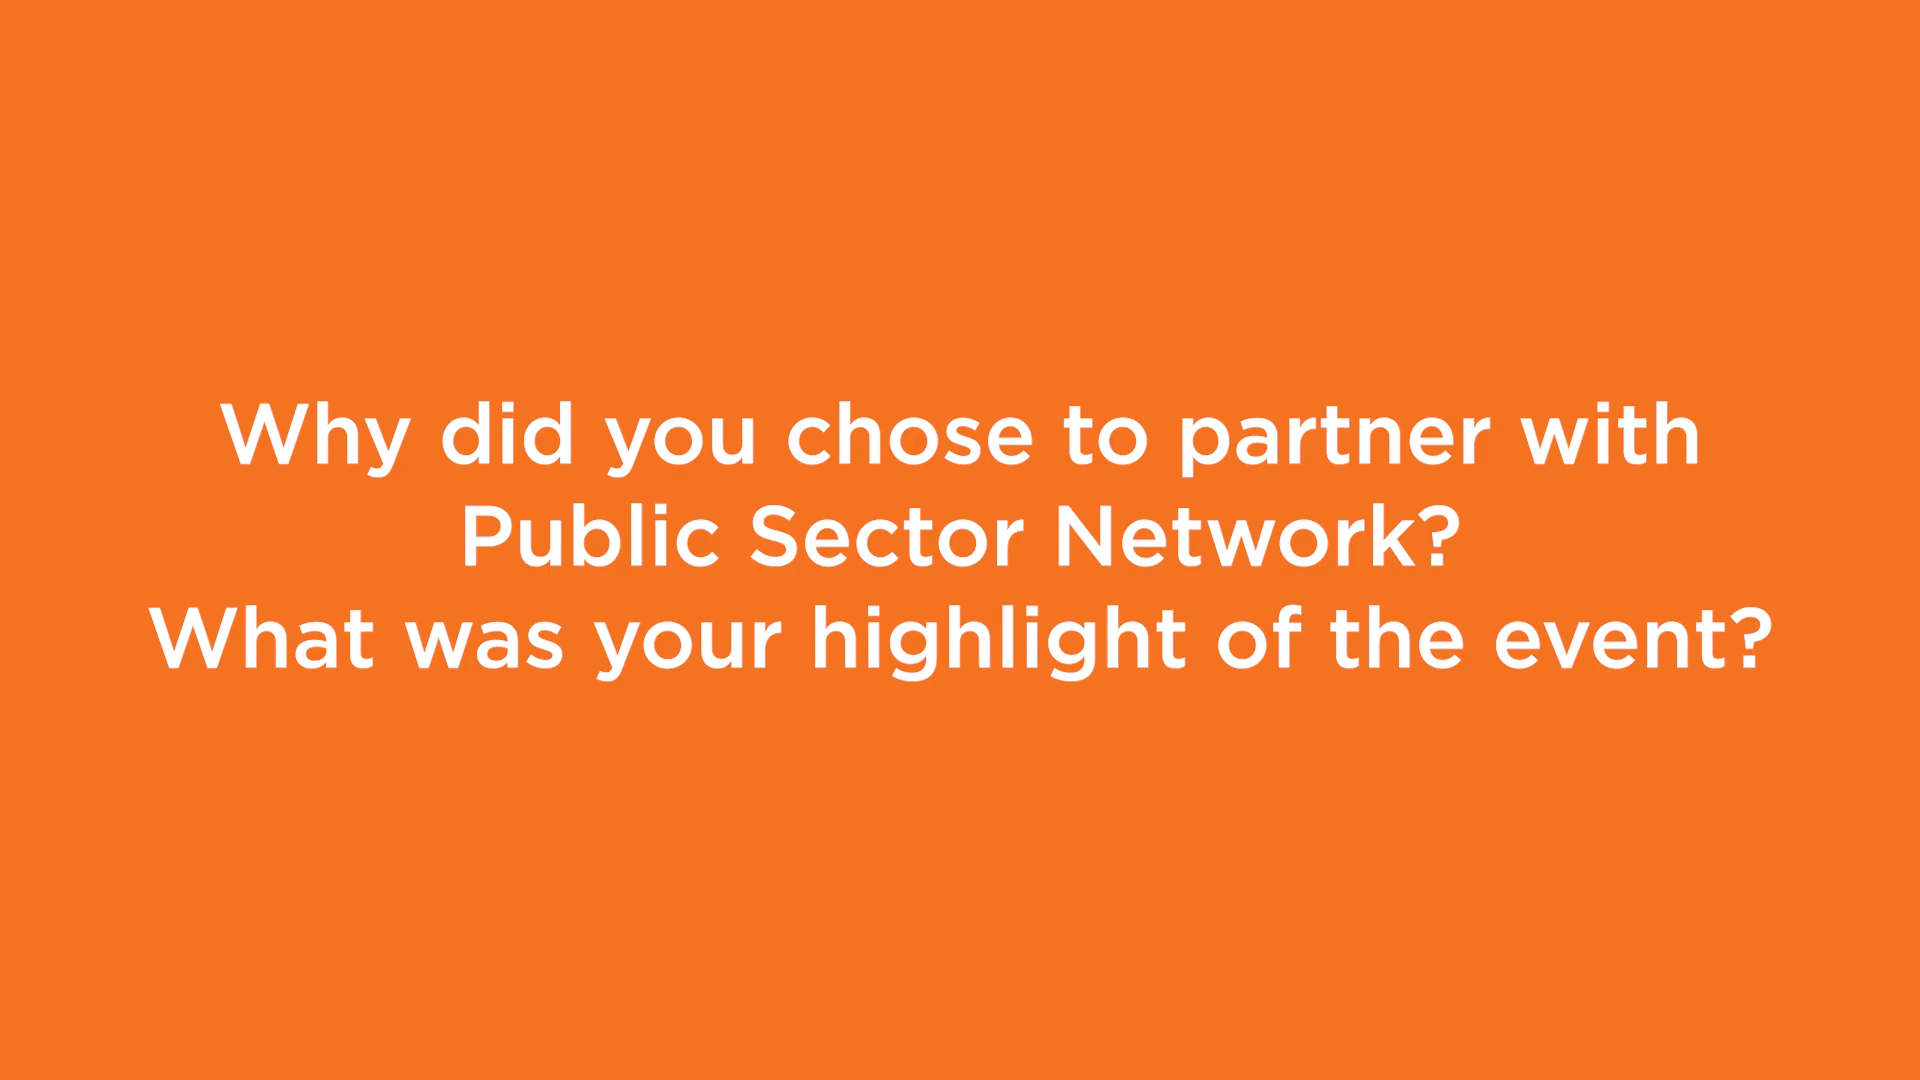 Why did you chose to partner with
Public Sector Network?
What was your highlight of the event?